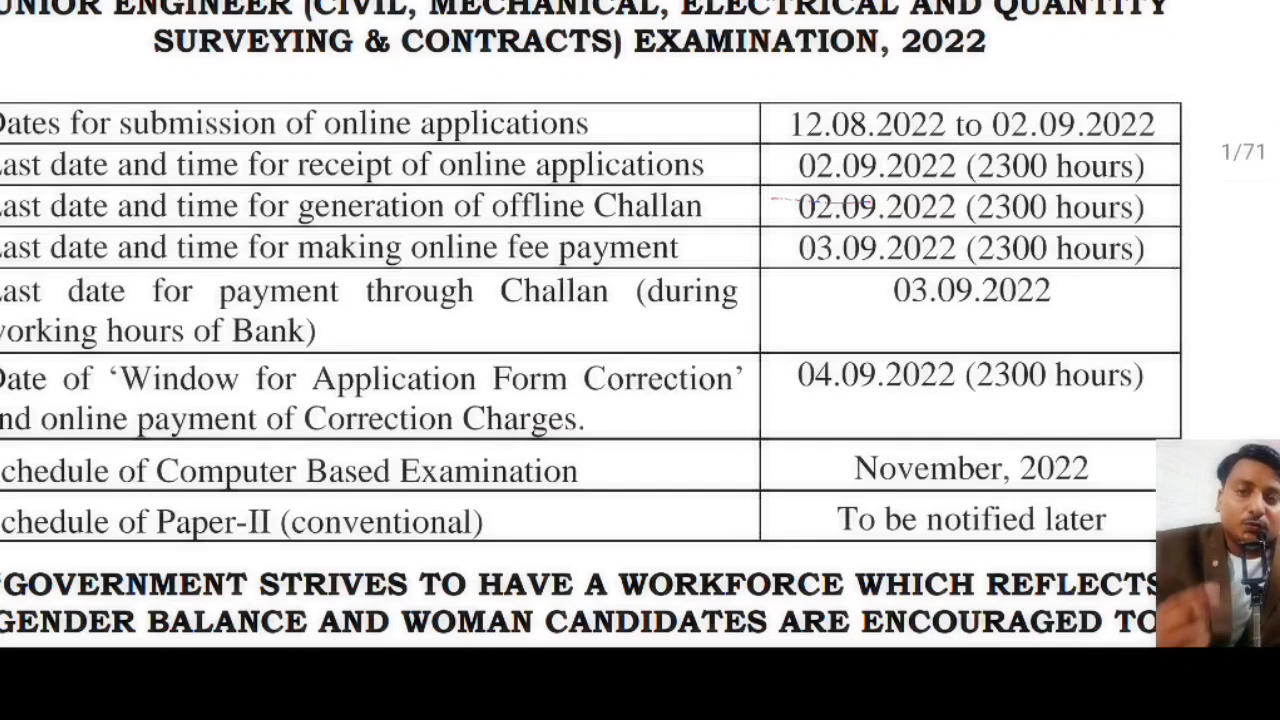 UNIOR ENGINEER (CIVIL, MECHANICAL, ELECTRICAL AND QUANTITY
SURVEYING & CONTRACTS) EXAMINATION, 2022
Dates for submission of online applications 12.08.2022 to 02.09.2022
1/71
Last date and time for receipt of online applications 02.09.2022 (2300 hours)
Last date and time for generation of offline Challan 02.09.2022 (2300 hours)
Last date and time for making online fee payment 03.09.2022 (2300 hours)
Last date for payment through Challan (during 03.09.2022
working hours of Bank)
Date of ‘Window for Application Form Correction’ 04.09.2022 (2300 hours)
nd online payment of Correction Charges.
chedule of Computer Based Examination November, 2022
chedule of Paper-II (conventional) To be notified later
“GOVERNMENT STRIVES TO HAVE A WORKFORCE WHICH REFLECTS
GENDER BALANCE AND WOMAN CANDIDATES ARE ENCOURAGED TO